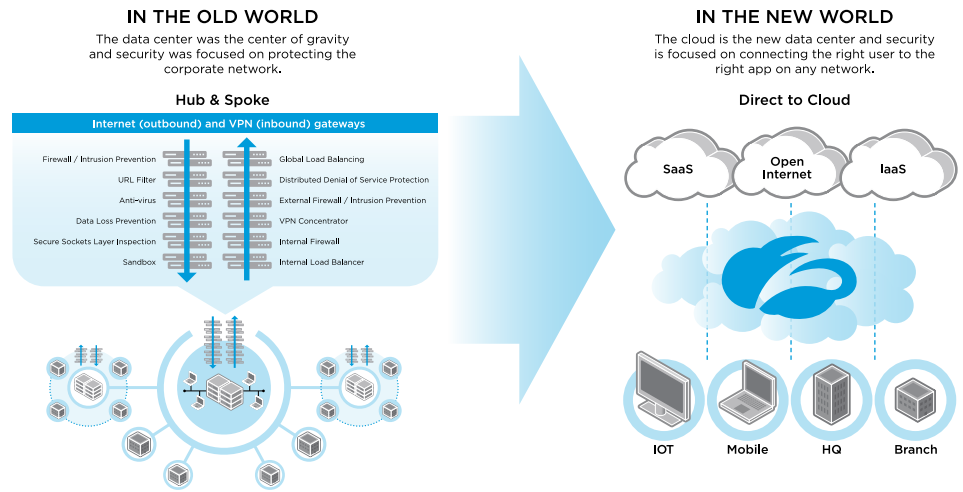 IN THE OLD WORLD
The data center was the center of gravity
and security was focused on protecting the
corporate network.
Hub & Spoke
Internet (outbound) and VPN (inbound) gateways
Firewall / Intrusion Prevention
URL Filter
Anti-virus
Data Loss Prevention
Secure Sockets Layer Inspection
Sandbox
Global Load Balancing
Distributed Denial of Service Protection
External Firewall / Intrusion Prevention
VPN Concentrator
Internal Firewall
Internal Load Balancer
IN THE NEW WORLD
The cloud is the new data center and security
is focused on connecting the right user to the
right app on any network.
Direct to Cloud
SaaS
Open
Internet
IaaS
IOT
Mobile
HQ
Branch